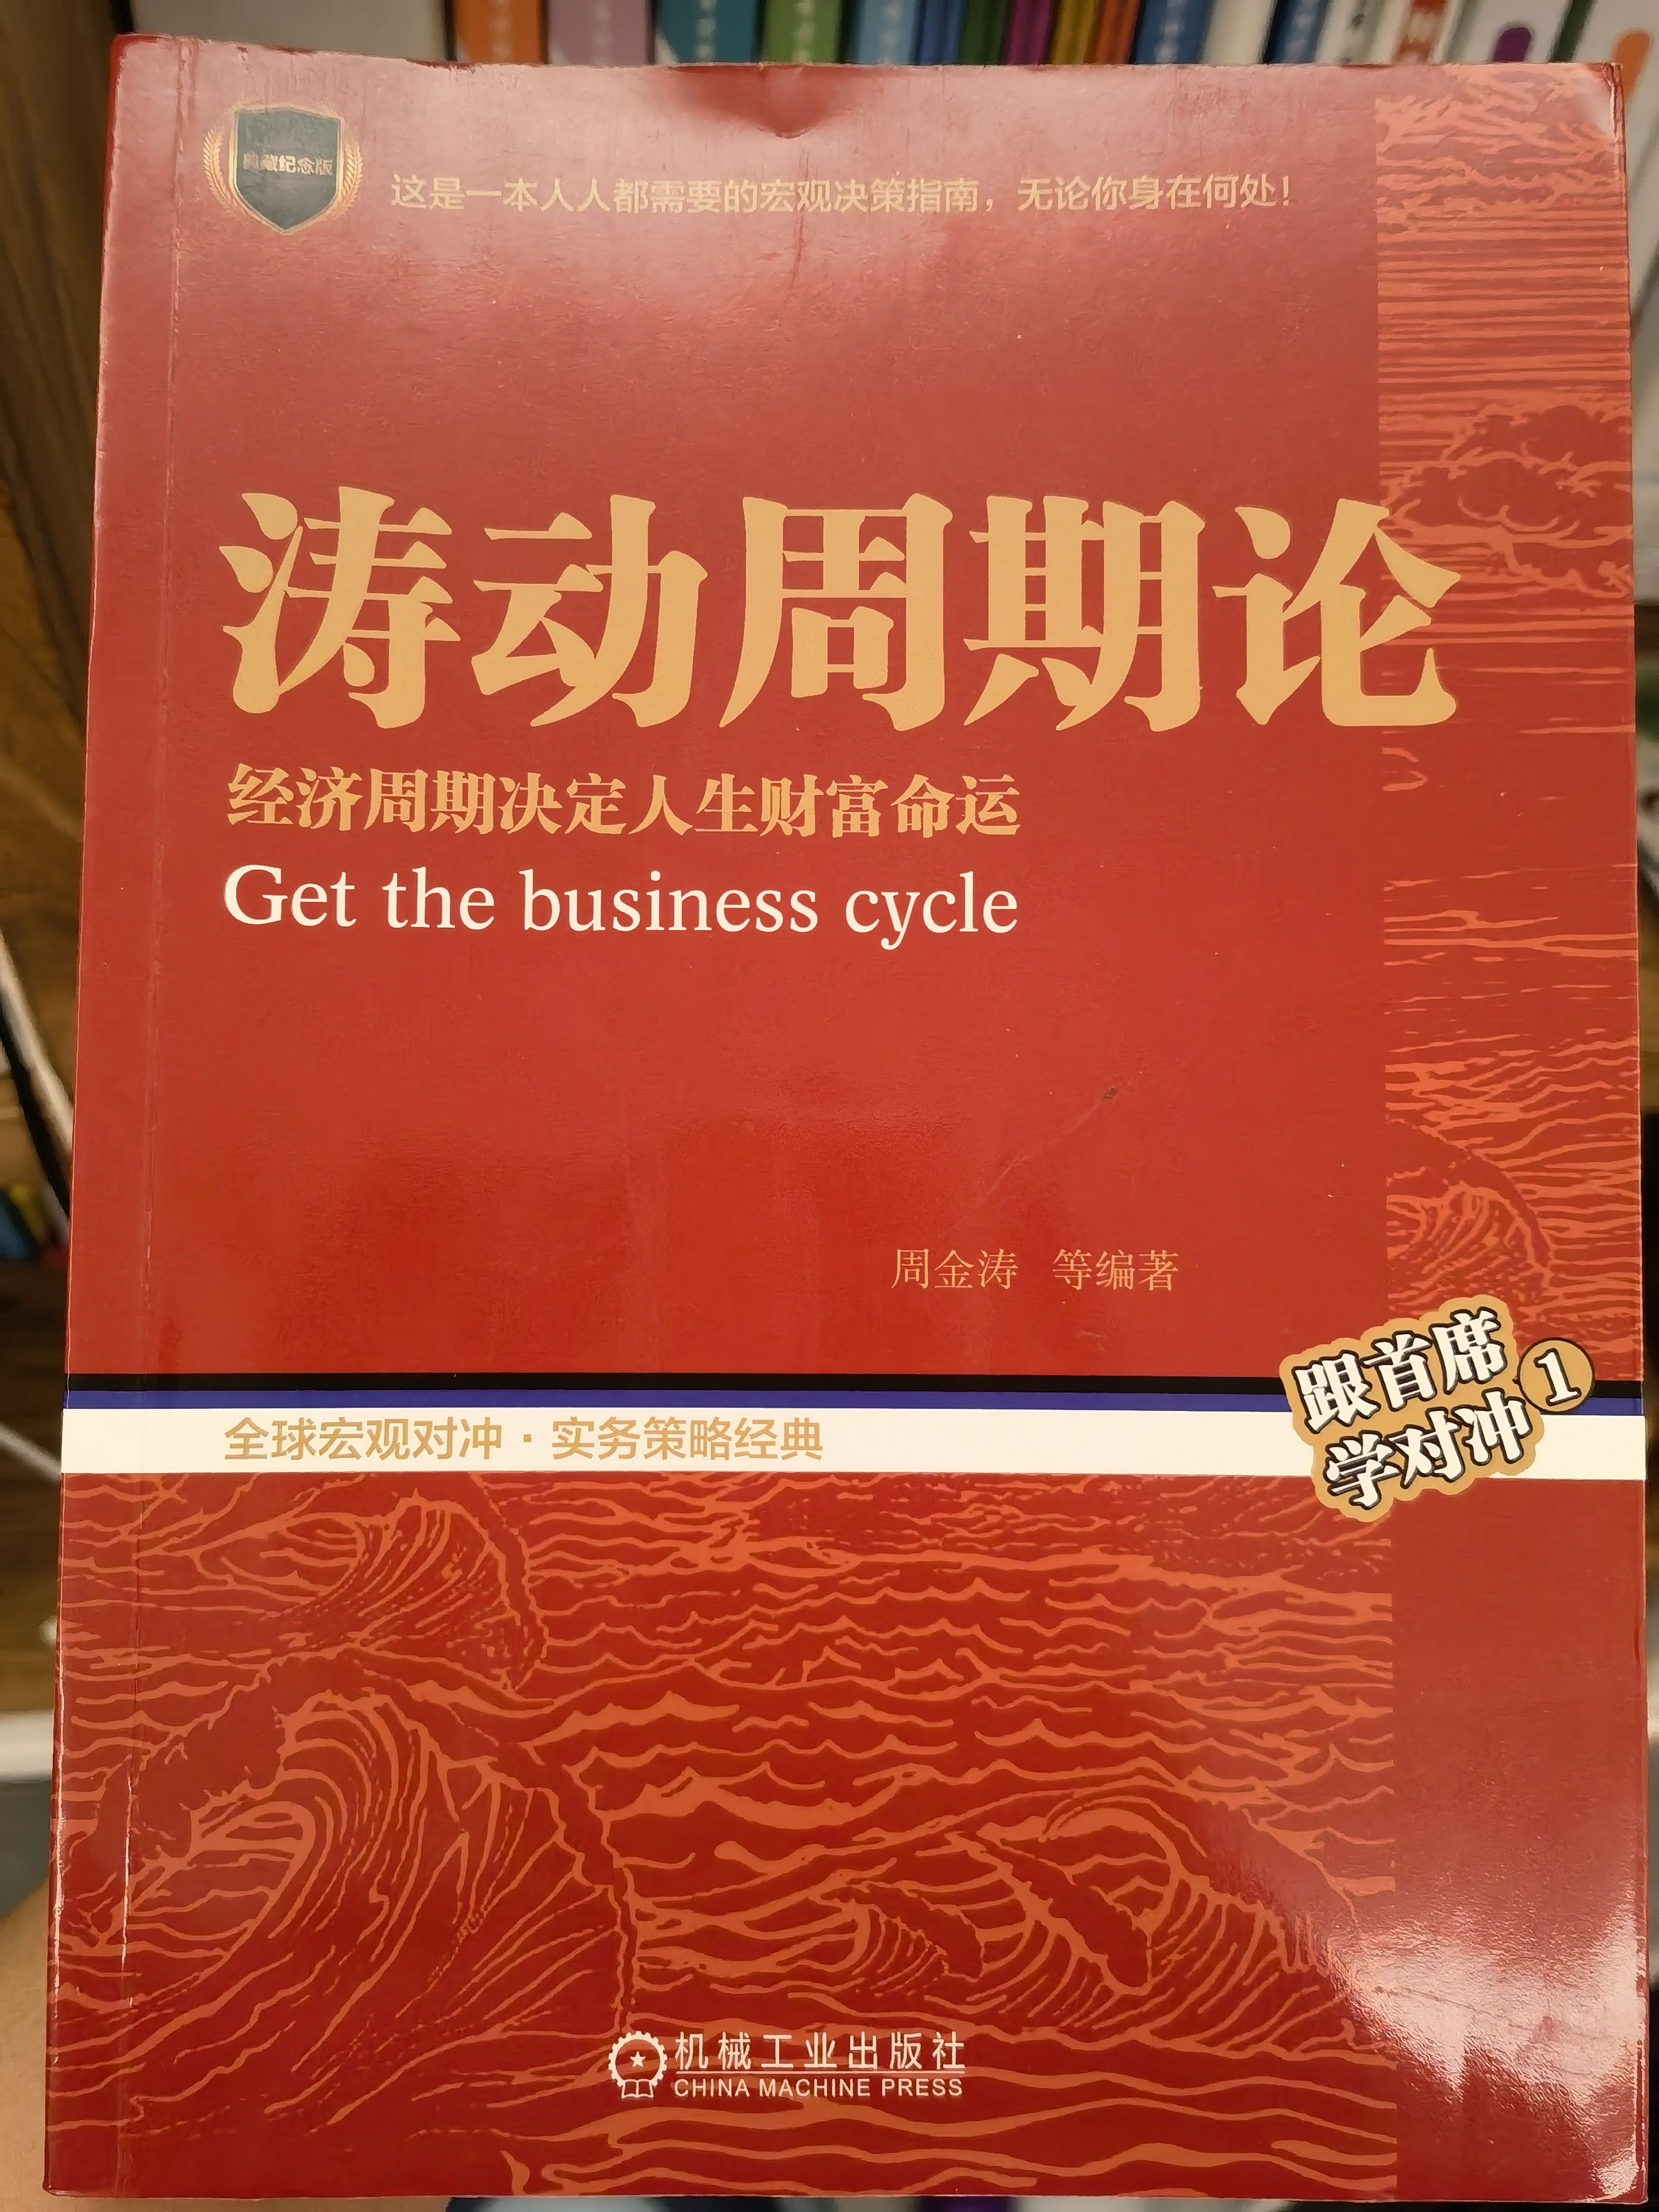 典藏纪念版
这是一本人人都需要的宏观决策指南，无论你身在何处！
涛动周期论
经济周期决定人生财富命运
Get the business cycle
周金涛 等编著
跟首席
学对冲 1
全球宏观对冲·实务策略经典
机械工业出版社
CHINA MACHINE PRESS